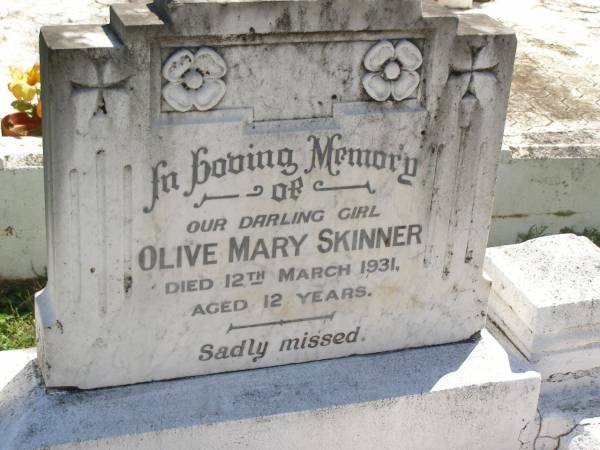 In Loving Memory
OF
OUR DARLING GIRL
OLIVE MARY SKINNER
DIED 12TH MARCH 1931,
AGED 12 YEARS.
Sadly missed.